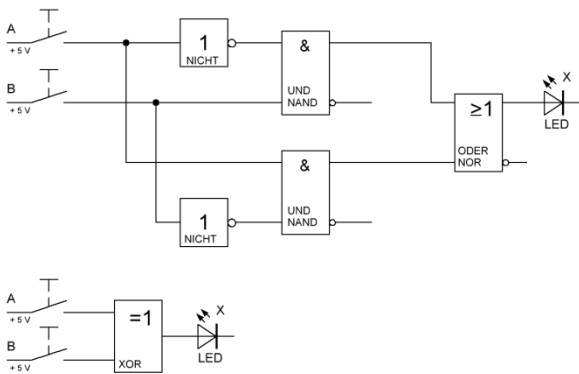 A
+ 5 V
1
NICHT
&
UND
NAND
B
+ 5 V
≥1
ODER
NOR
X
LED
&
UND
NAND
1
NICHT
A
+ 5 V
=1
XOR
X
LED
B
+ 5 V